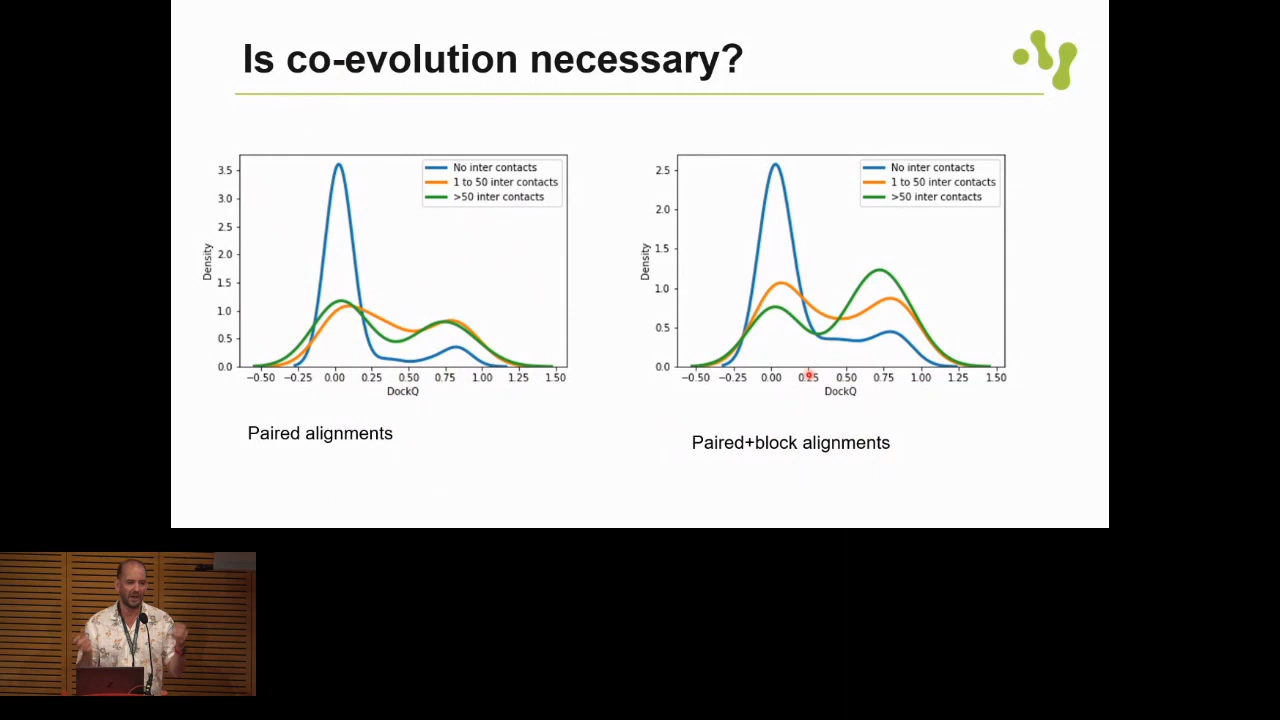 Is co-evolution necessary?
3.5
3.0
2.5
2.0
1.5
1.0
0.5
0.0
Density
No inter contacts
1 to 50 inter contacts
>50 inter contacts
−0.50 −0.25 0.00 0.25 0.50 0.75 1.00 1.25 1.50
DockQ
Paired alignments
2.5
2.0
1.5
1.0
0.5
0.0
Density
No inter contacts
1 to 50 inter contacts
>50 inter contacts
−0.50 −0.25 0.00 0.25 0.50 0.75 1.00 1.25 1.50
DockQ
Paired+block alignments